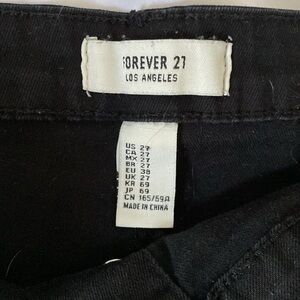 FOREVER 21
LOS ANGELES
US 27
CA 27
MX 27
BR 27
EU 38
UK 27
KR 69
JP 69
CN 165/69A
MADE IN CHINA